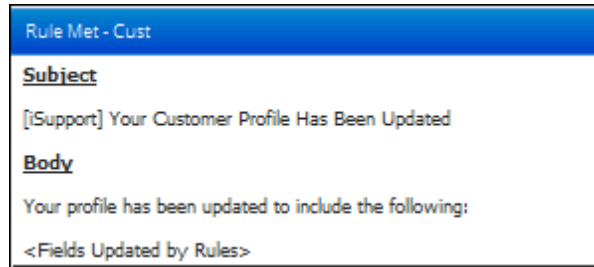 Rule Met - Cust
Subject
[iSupport] Your Customer Profile Has Been Updated
Body
Your profile has been updated to include the following:
<Fields Updated by Rules>